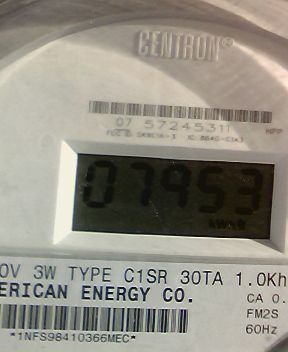 CENTRON®
07 57245311
07953
0V 3W TYPE C1SR 30TA 1.0Kh
ERICAN ENERGY CO.
CA 0.
FM2S
60Hz
*1NFS98410366MEC*